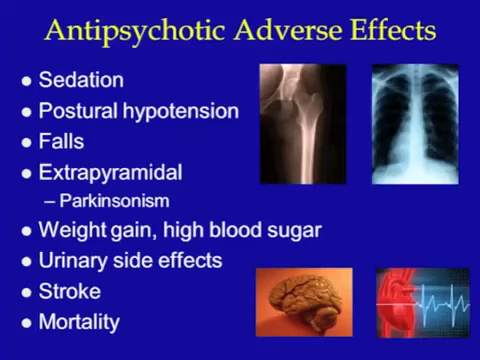 Antipsychotic Adverse Effects
● Sedation
● Postural hypotension
● Falls
● Extrapyramidal
– Parkinsonism
● Weight gain, high blood sugar
● Urinary side effects
● Stroke
● Mortality